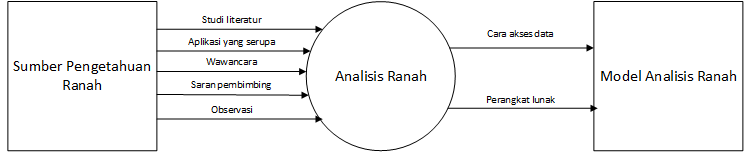 Sumber Pengetahuan
Ranah
Studi literatur
Aplikasi yang serupa
Wawancara
Saran pembimbing
Observasi
Analisis Ranah
Cara akses data
Perangkat lunak
Model Analisis Ranah